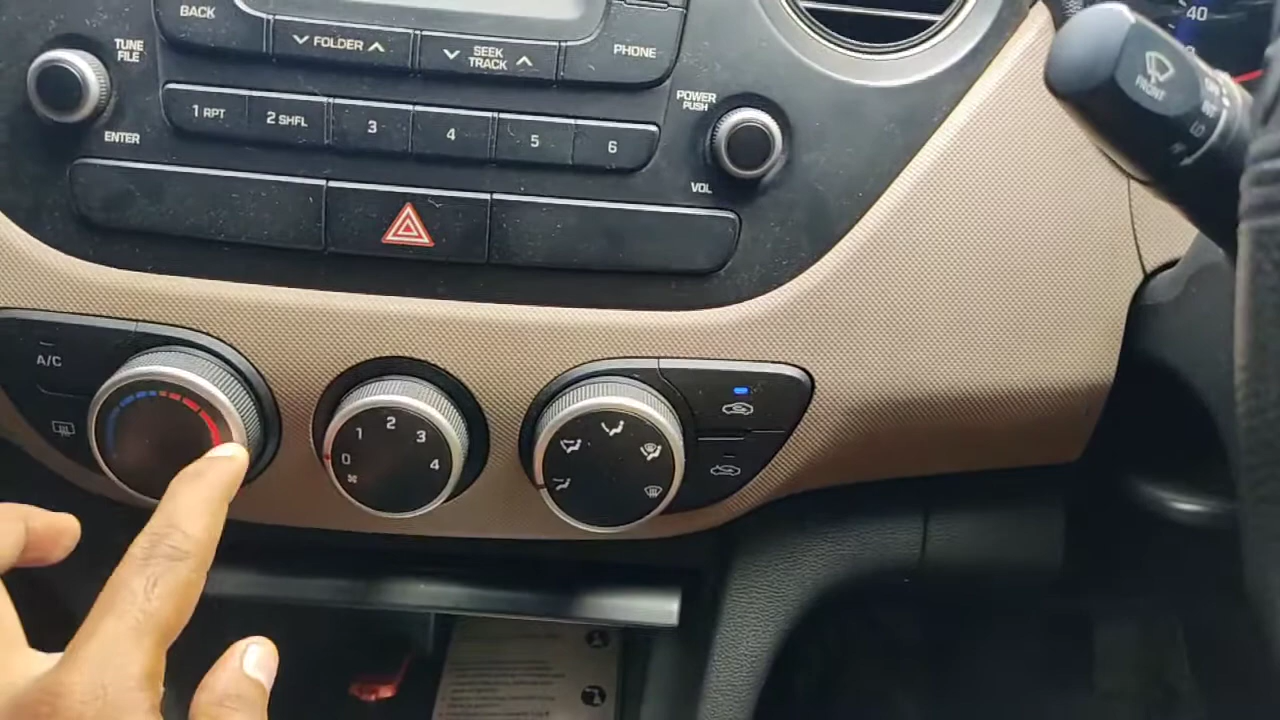 BACK
FOLDER
SEEK
TRACK
PHONE
TUNE
FILE
ENTER
1 RPT
2 SHFL
3
4
5
6
POWER
PUSH
VOL
40
FRONT
A/C
0
1
2
3
4